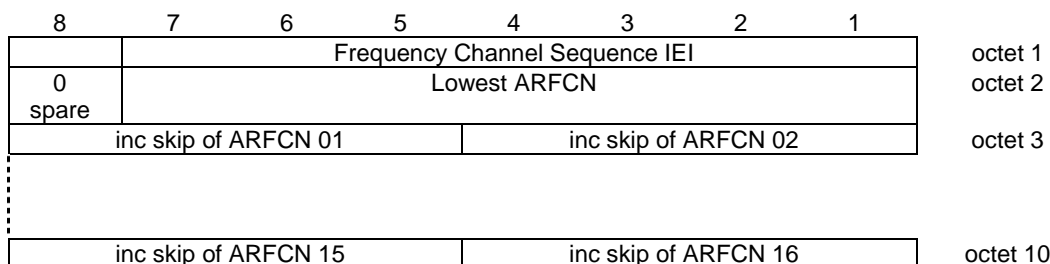 8 7 6 5 4 3 2 1
Frequency Channel Sequence IEI octet 1
0 Lowest ARFCN octet 2
spare
inc skip of ARFCN 01 inc skip of ARFCN 02 octet 3
inc skip of ARFCN 15 inc skip of ARFCN 16 octet 10